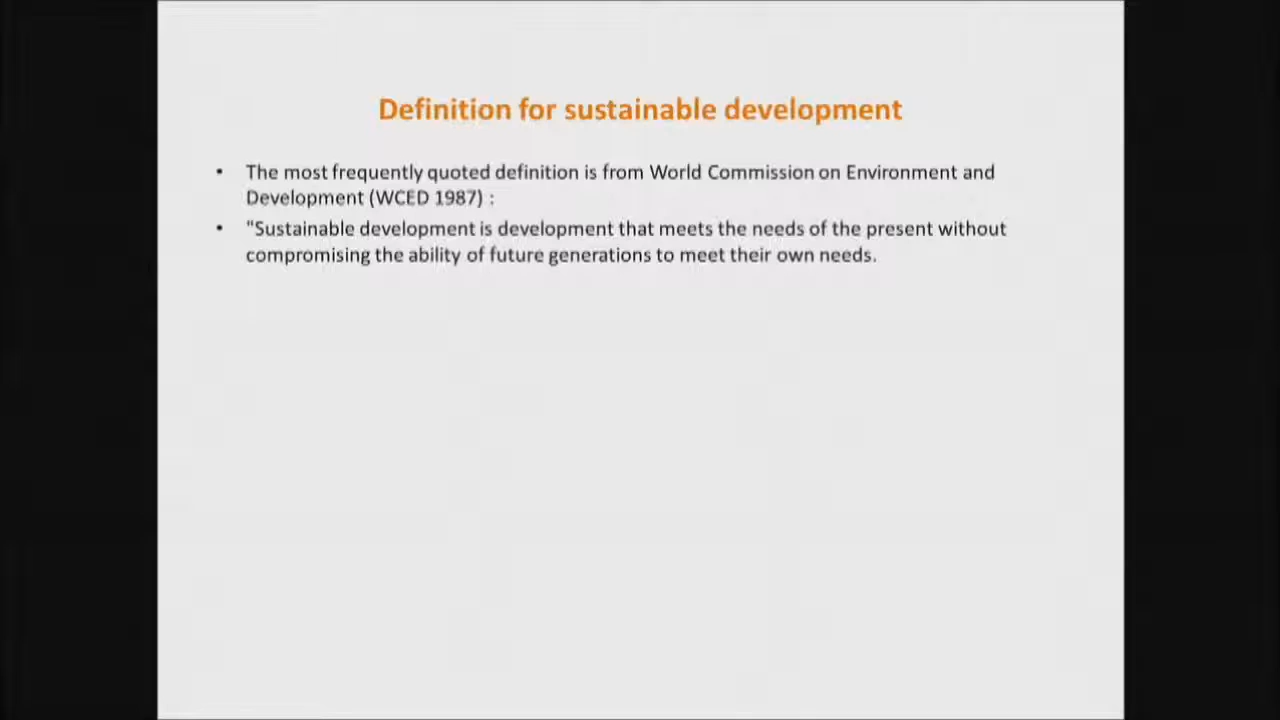 Definition for sustainable development
• The most frequently quoted definition is from World Commission on Environment and
Development (WCED 1987) :
• "Sustainable development is development that meets the needs of the present without
compromising the ability of future generations to meet their own needs.